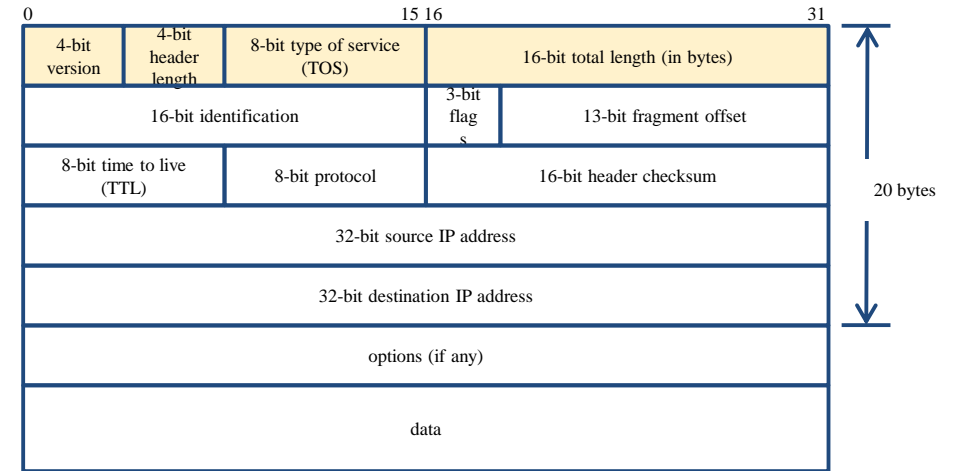 0 15 16 31
4-bit
version
4-bit
header
length
8-bit type of service
(TOS)
16-bit total length (in bytes)
16-bit identification
3-bit
flag
s
13-bit fragment offset
8-bit time to live
(TTL)
8-bit protocol
16-bit header checksum
20 bytes
32-bit source IP address
32-bit destination IP address
options (if any)
data